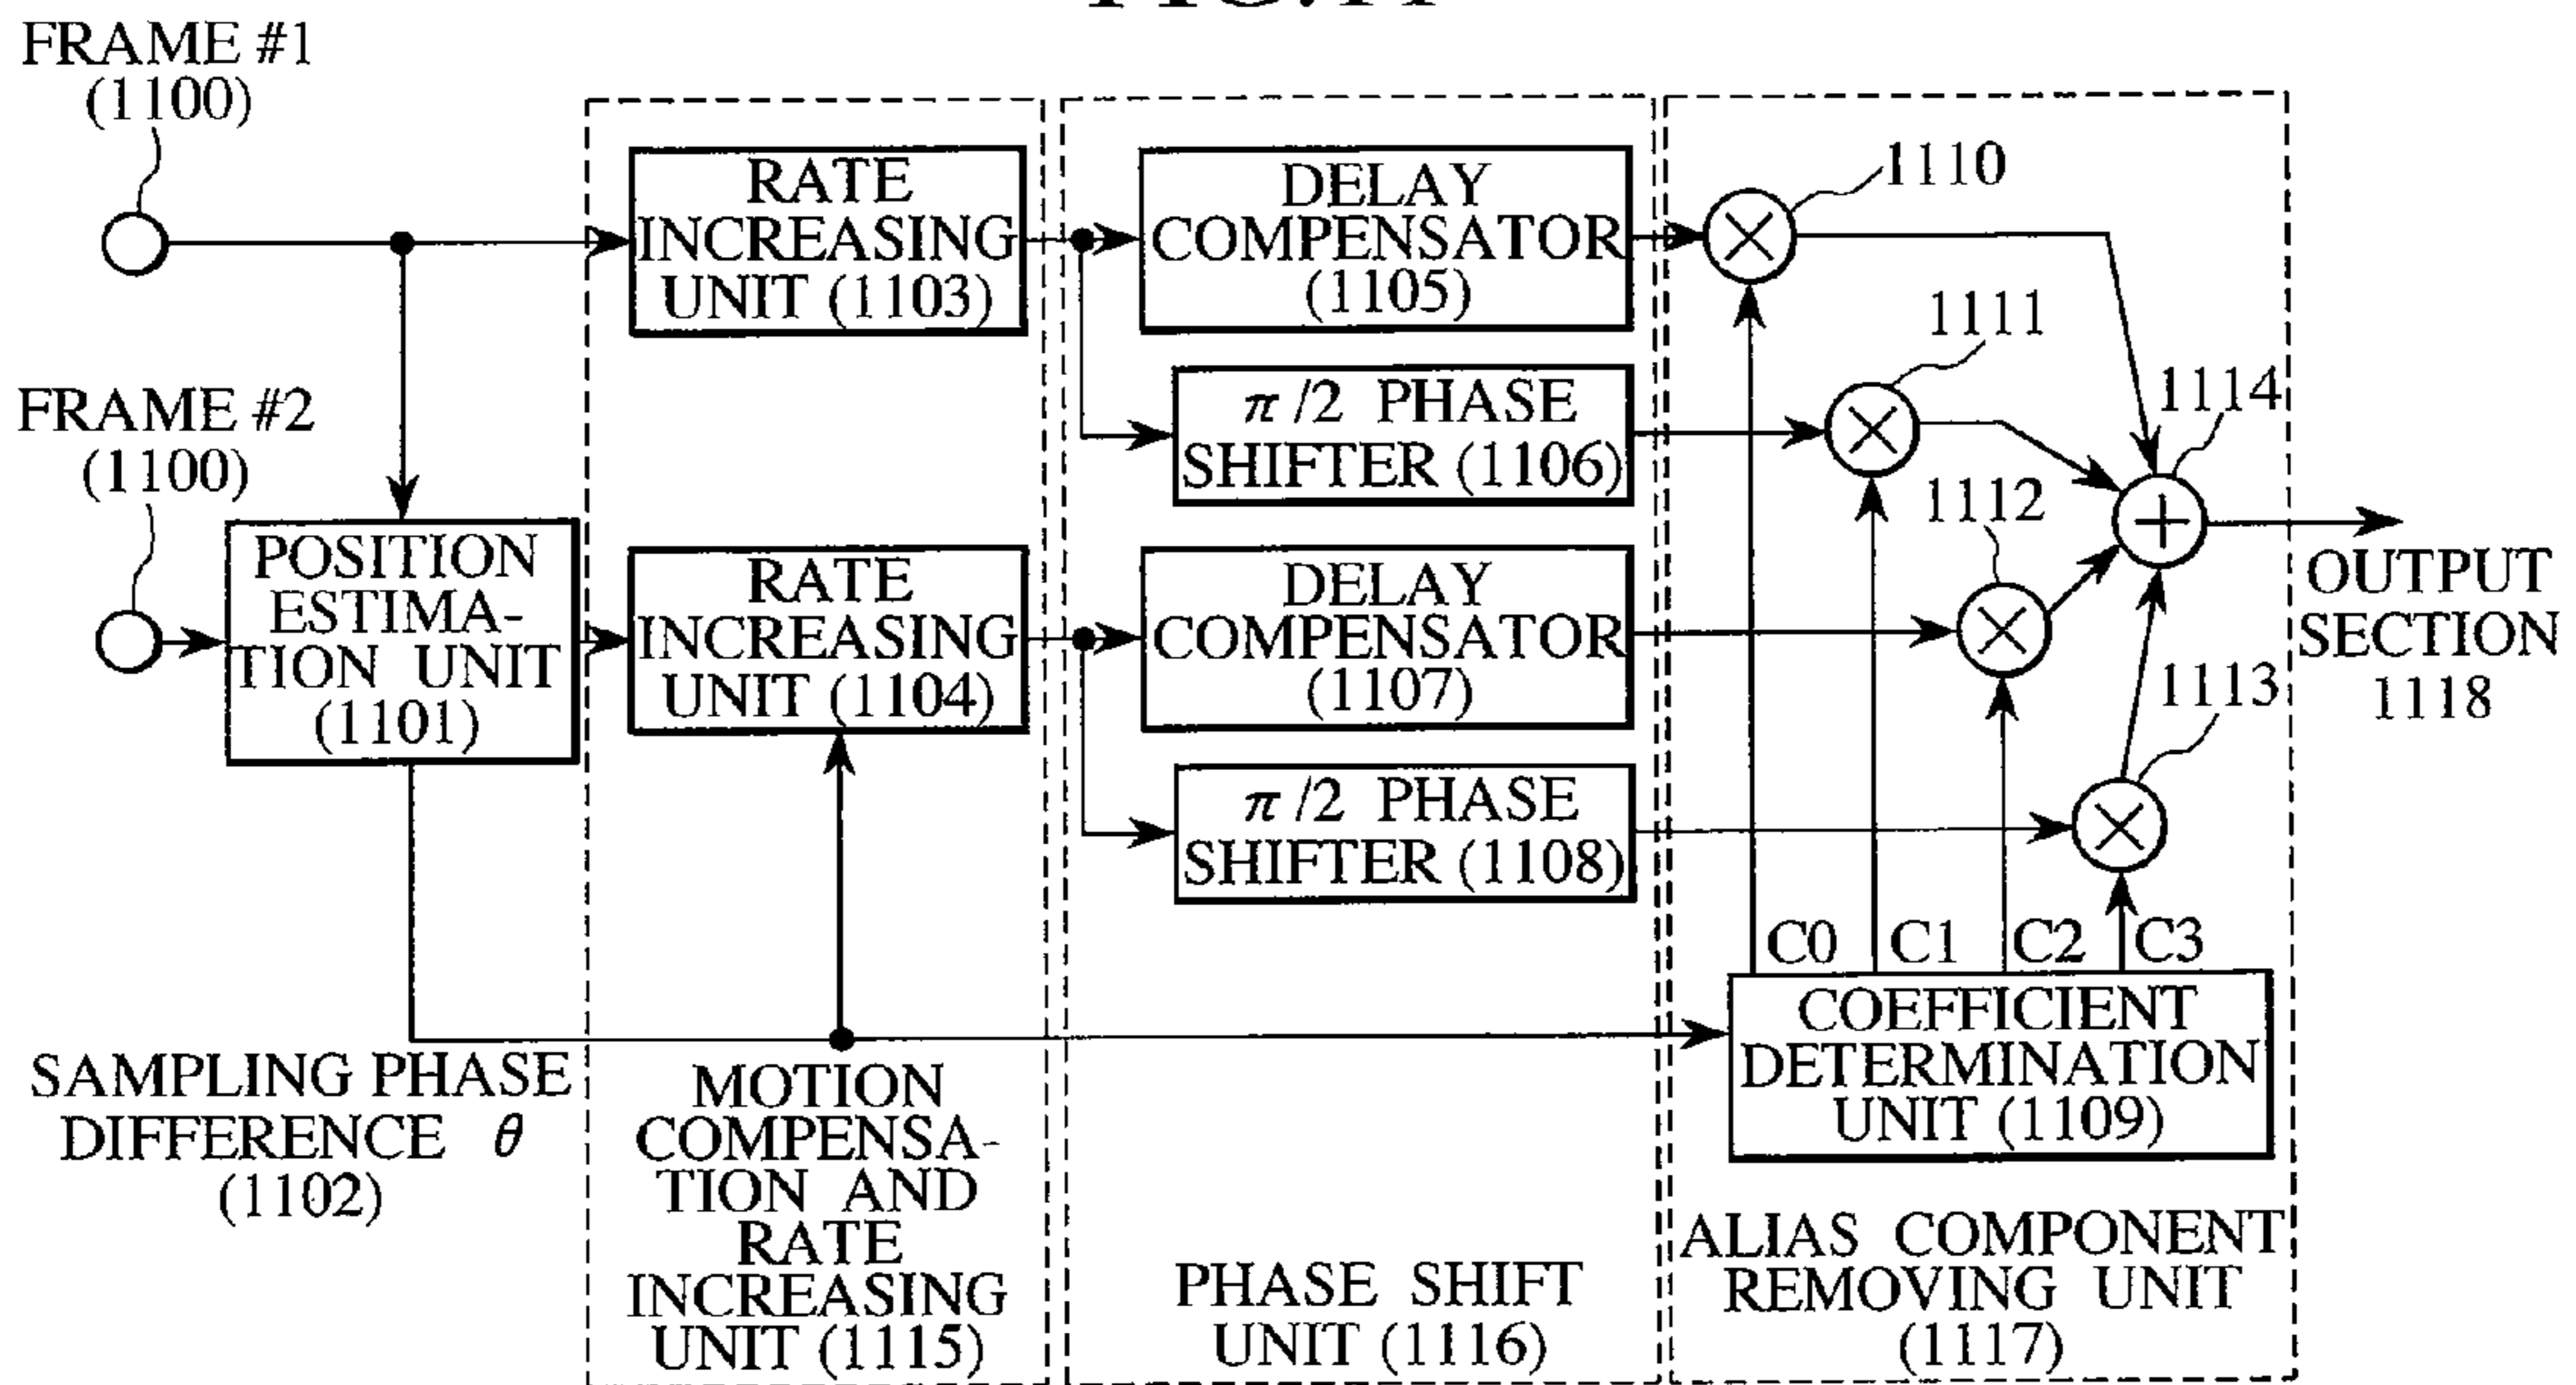 FRAME #1
(1100)
FRAME #2
(1100)
POSITION
ESTIMA-
TION UNIT
(1101)
SAMPLING PHASE
DIFFERENCE θ
(1102)
RATE
INCREASING
UNIT (1103)
RATE
INCREASING
UNIT (1104)
MOTION
COMPENSA-
TION AND
RATE
INCREASING
UNIT (1115)
DELAY
COMPENSATOR
(1105)
π/2 PHASE
SHIFTER (1106)
DELAY
COMPENSATOR
(1107)
π/2 PHASE
SHIFTER (1108)
PHASE SHIFT
UNIT (1116)
1110
1111
1112
1114
1113
C0 C1 C2 C3
COEFFICIENT
DETERMINATION
UNIT (1109)
ALIAS COMPONENT
REMOVING UNIT
(1117)
OUTPUT
SECTION
1118